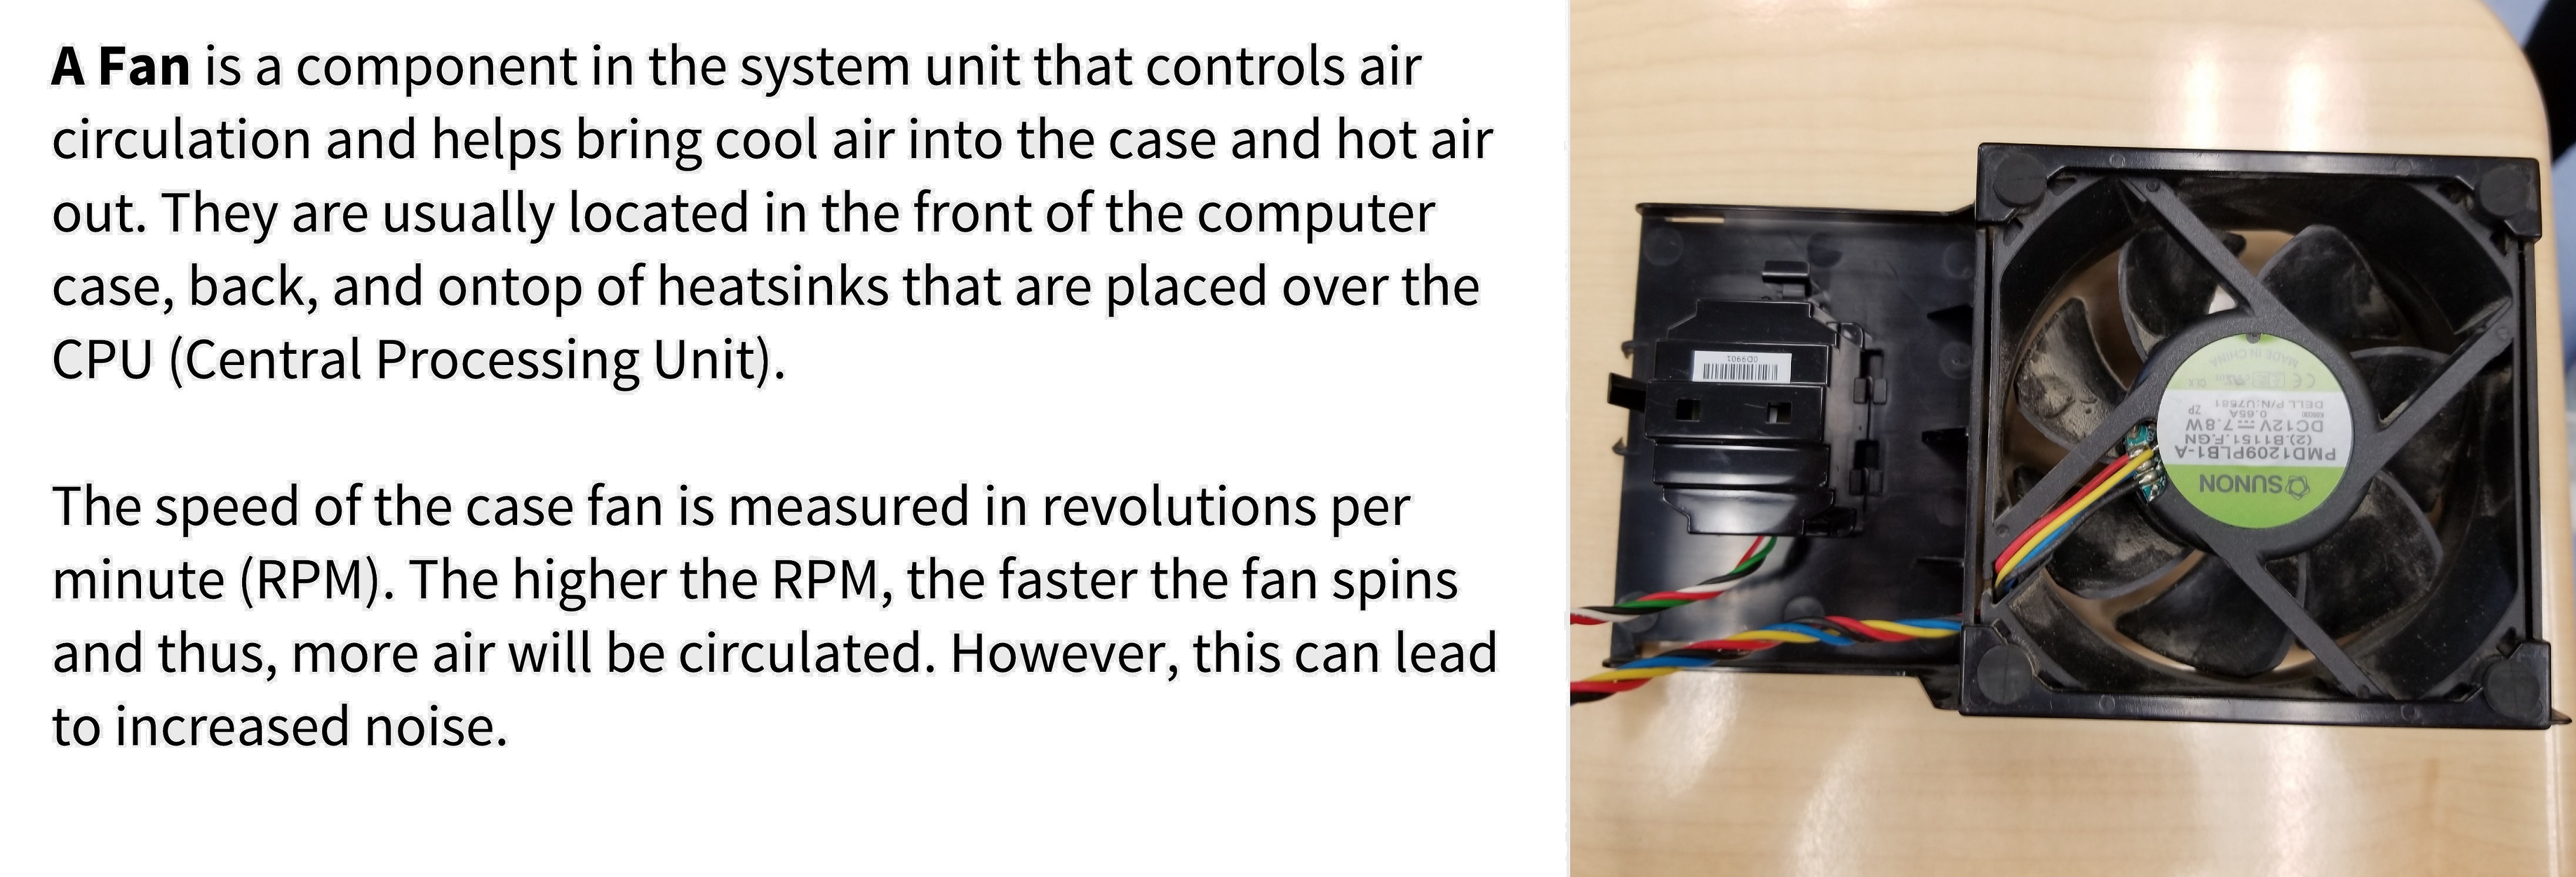 A Fan is a component in the system unit that controls air
circulation and helps bring cool air into the case and hot air
out. They are usually located in the front of the computer
case, back, and ontop of heatsinks that are placed over the
CPU (Central Processing Unit).
The speed of the case fan is measured in revolutions per
minute (RPM). The higher the RPM, the faster the fan spins
and thus, more air will be circulated. However, this can lead
to increased noise.
0D9901
SUNON
PMD1209PLB1-A
(2).B1151.F.GN
DC12V 7.8W
0.65A ZP
DELL P/N:U7581
CE
MADE IN CHINA